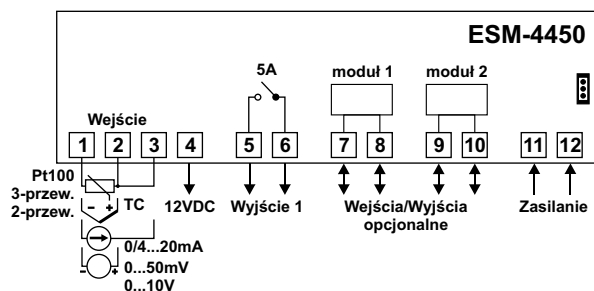 ESM-4450
5A
moduł 1 moduł 2
Wejście
1 2 3 4 5 6 7 8 9 10 11 12
Pt100
3-przew.
2-przew.
- + TC
12VDC
Wyjście 1
Wejścia/Wyjścia
opcjonalne
Zasilanie
0/4...20mA
- + 0...50mV
0...10V